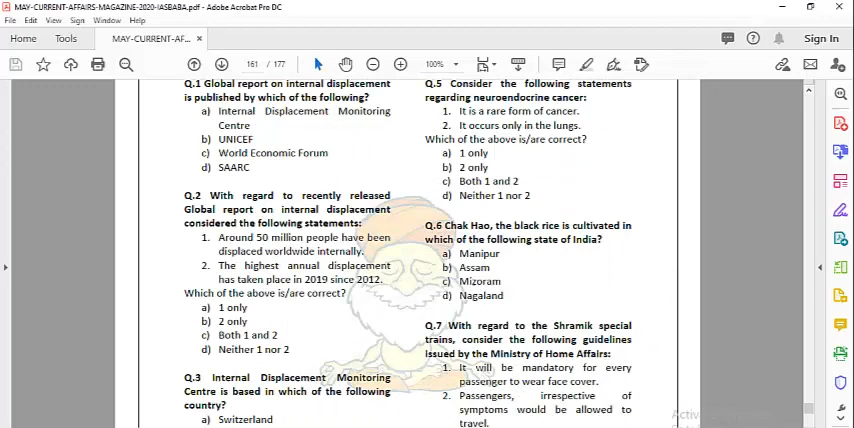 MAY-CURRENT-AFFAIRS-MAGAZINE-2020-IASBABA.pdf - Adobe Acrobat Pro DC
File Edit View Sign Window Help
Home Tools MAY-CURRENT-AF... × Sign In
161 / 177 100%
Q.1 Global report on internal displacement
is published by which of the following?
a) Internal Displacement Monitoring
Centre
b) UNICEF
c) World Economic Forum
d) SAARC
Q.2 With regard to recently released
Global report on internal displacement
considered the following statements:
1. Around 50 million people have been
displaced worldwide internally.
2. The highest annual displacement
has taken place in 2019 since 2012.
Which of the above is/are correct?
a) 1 only
b) 2 only
c) Both 1 and 2
d) Neither 1 nor 2
Q.3 Internal Displacement Monitoring
Centre is based in which of the following
country?
a) Switzerland
Q.5 Consider the following statements
regarding neuroendocrine cancer:
1. It is a rare form of cancer.
2. It occurs only in the lungs.
Which of the above is/are correct?
a) 1 only
b) 2 only
c) Both 1 and 2
d) Neither 1 nor 2
Q.6 Chak Hao, the black rice is cultivated in
which of the following state of India?
a) Manipur
b) Assam
c) Mizoram
d) Nagaland
Q.7 With regard to the Shramik special
trains, consider the following guidelines
issued by the Ministry of Home Affairs:
1. It will be mandatory for every
passenger to wear face cover.
2. Passengers, irrespective of
symptoms would be allowed to
travel.